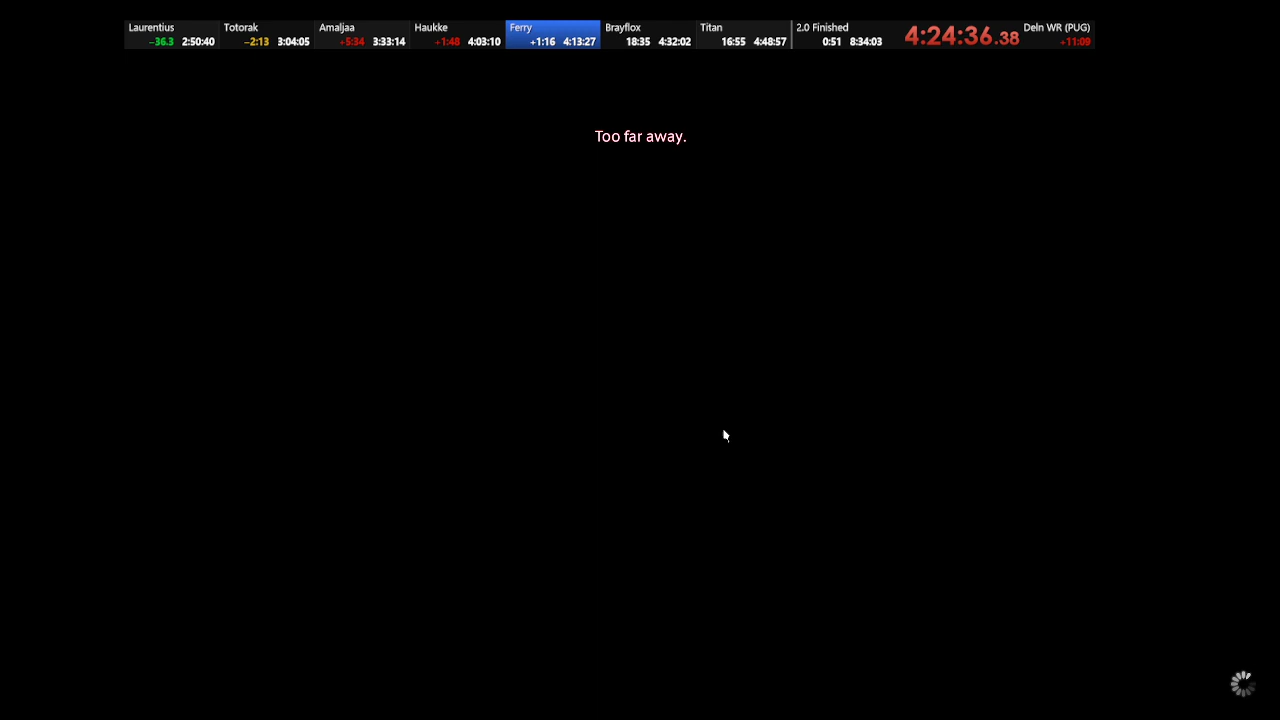 Laurentius
−36.3 2:50:40
Totorak
−2:13 3:04:05
Amaljaa
+5:34 3:33:14
Haukke
+1:48 4:03:10
Ferry
+1:16 4:13:27
Brayflox
18:35 4:32:02
Titan
16:55 4:48:57
2.0 Finished
0:51 8:34:03
4:24:36.38
Deln WR (PUG)
+11:09
Too far away.